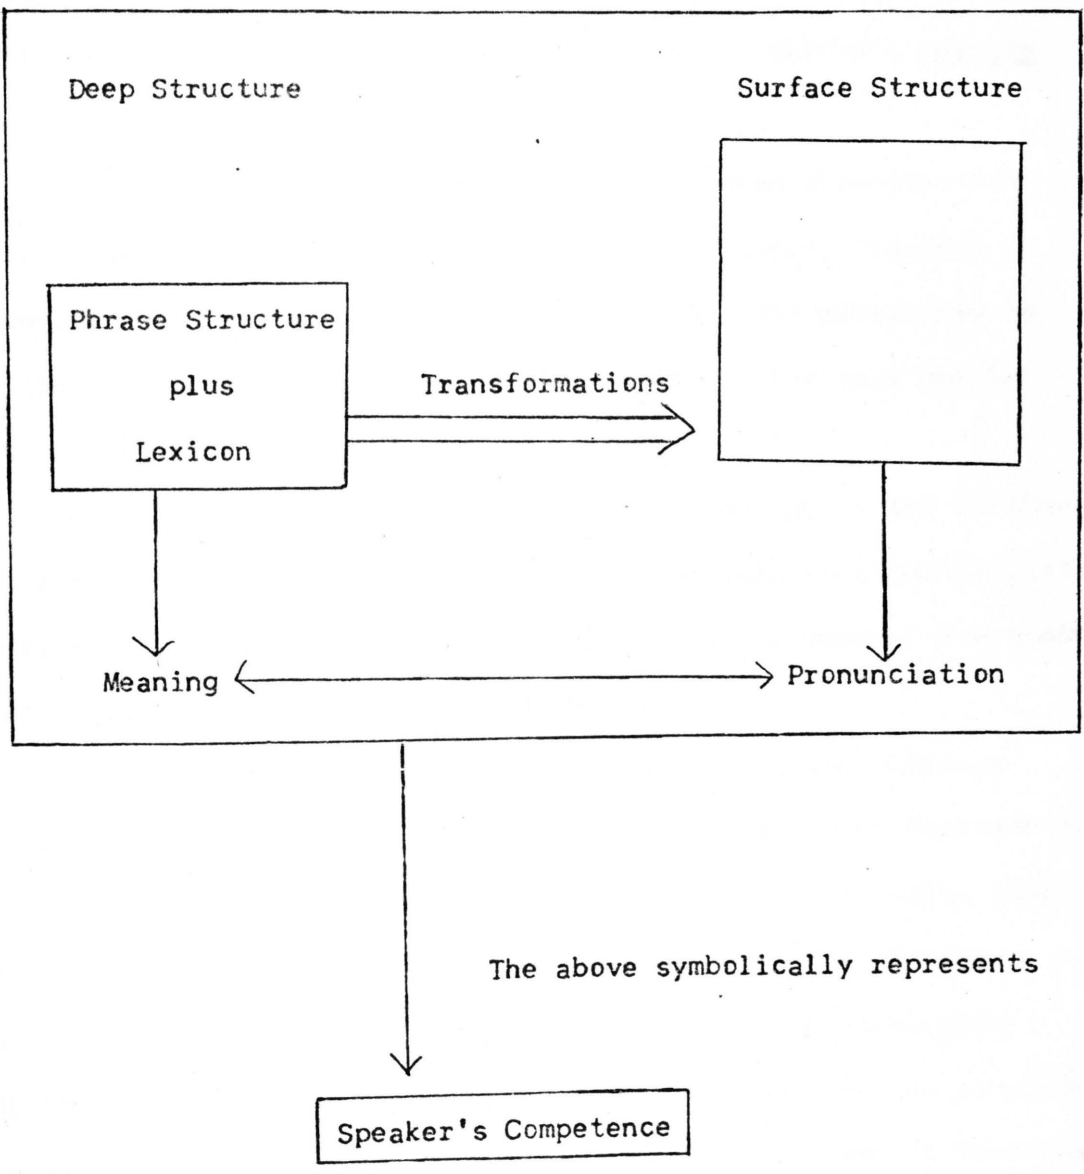 Deep Structure
Surface Structure
Phrase Structure
plus
Lexicon
Transformations
Meaning
Pronunciation
The above symbolically represents
Speaker's Competence